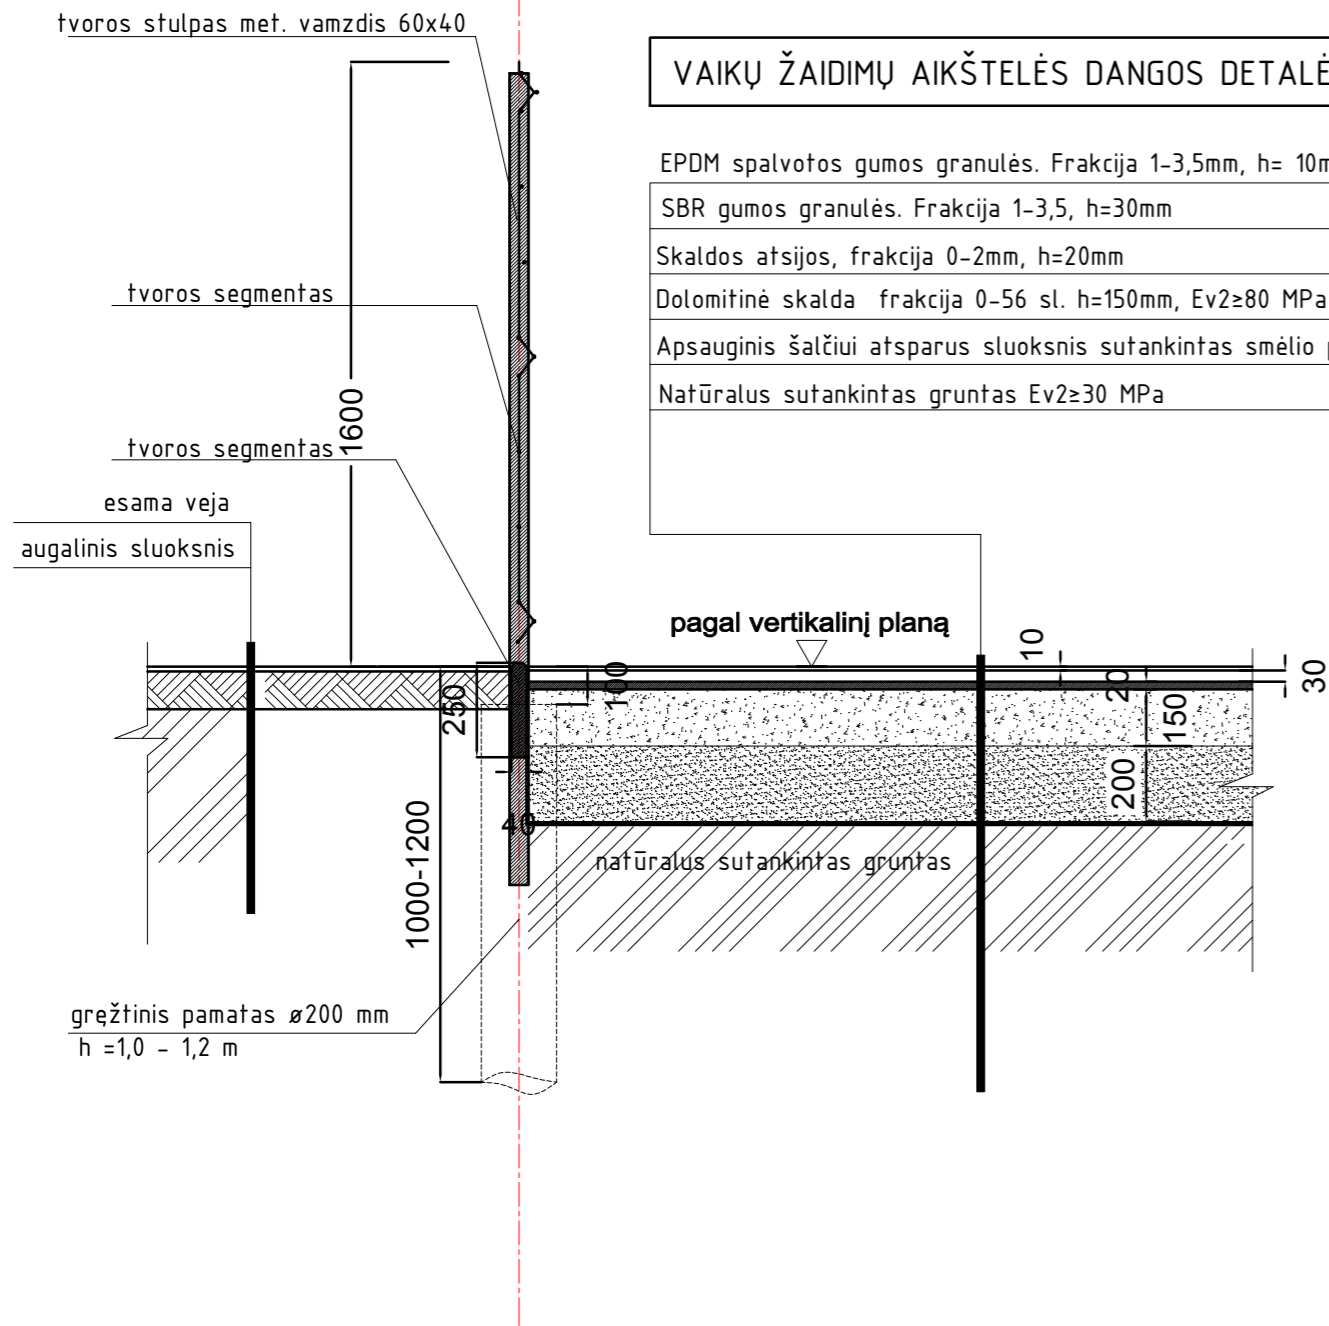 tvoros stulpas met. vamzdis 60x40
VAIKŲ ŽAIDIMŲ AIKŠTELĖS DANGOS DETALĖ
EPDM spalvotos gumos granulės. Frakcija 1-3,5mm, h= 10m
SBR gumos granulės. Frakcija 1-3,5, h=30mm
Skaldos atsijos, frakcija 0-2mm, h=20mm
Dolomitinė skalda frakcija 0-56 sl. h=150mm, Ev2≥80 MPa
Apsauginis šalčiui atsparus sluoksnis sutankintas smėlio
Natūralus sutankintas gruntas Ev2≥30 MPa
tvoros segmentas
1600
tvoros segmentas
esama veja
augalinis sluoksnis
pagal vertikalinį planą
10
30
20
100
250
150
200
40
1000-1200
natūralus sutankintas gruntas
gręžtinis pamatas ø200 mm
h =1,0 - 1,2 m